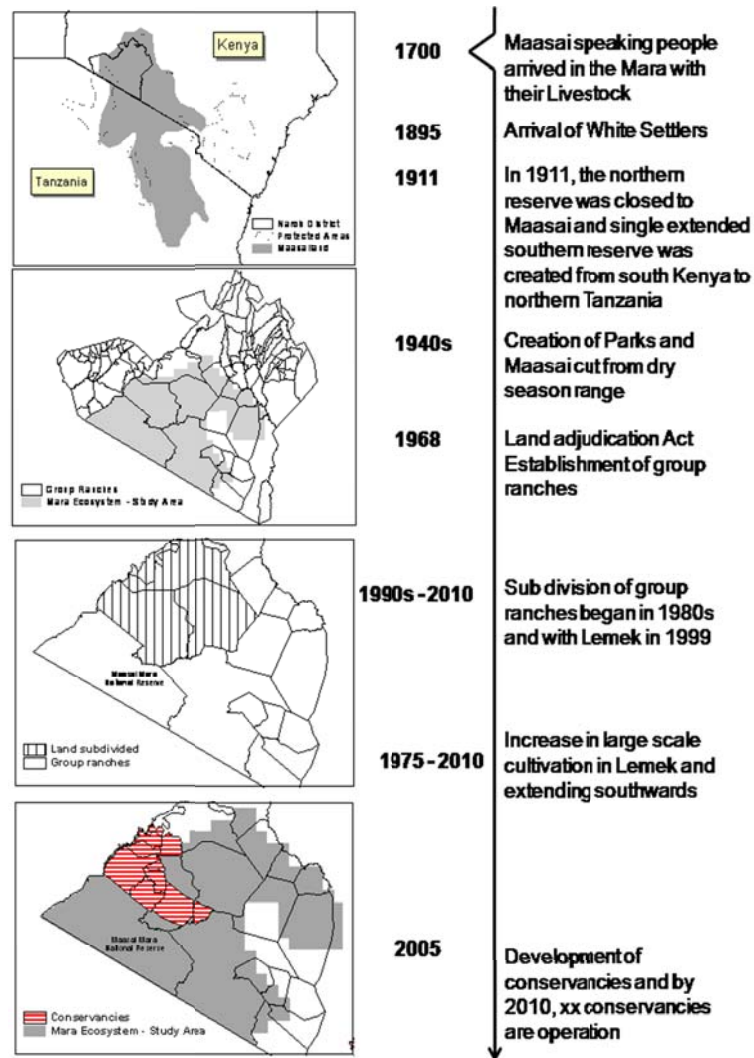 Kenya
Tanzania
Narok District
Protected Areas
Maasailand
Group Ranches
Mara Ecosystem - Study Area
Maasai Mara
National Reserve
Land subdivided
Group ranches
Maasai Mara
National Reserve
Conservancies
Mara Ecosystem - Study Area
1700
Maasai speaking people
arrived in the Mara with
their Livestock
1895
Arrival of White Settlers
1911
In 1911, the northern
reserve was closed to
Maasai and single extended
southern reserve was
created from south Kenya to
northern Tanzania
1940s
Creation of Parks and
Maasai cut from dry
season range
1968
Land adjudication Act
Establishment of group
ranches
1990s-2010
Sub division of group
ranches began in 1980s
and with Lemek in 1999
1975-2010
Increase in large scale
cultivation in Lemek and
extending southwards
2005
Development of
conservancies and by
2010, xx conservancies
are operation